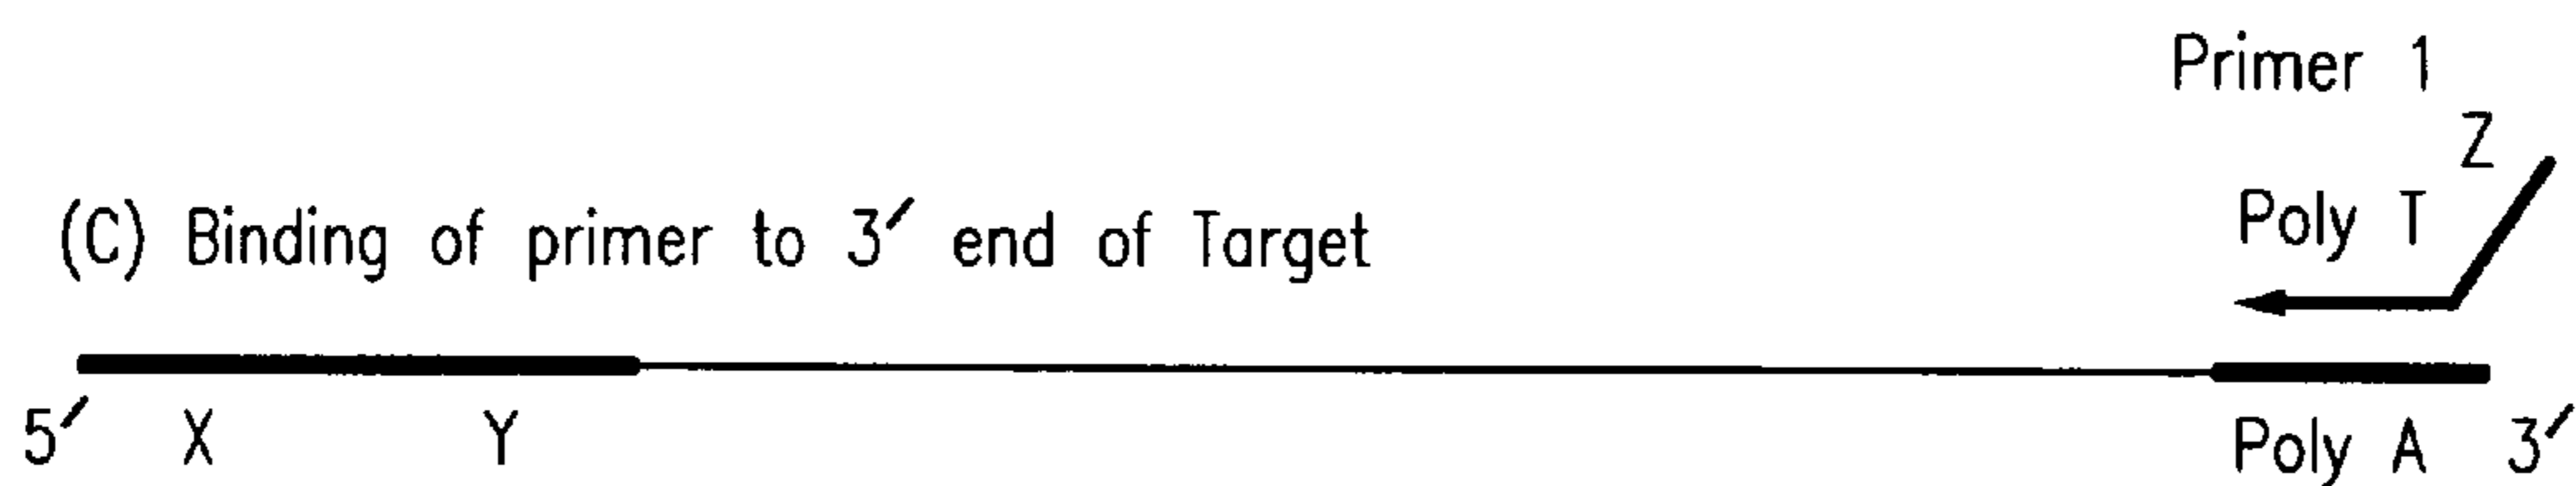 Primer 1
Z
Poly T
(C) Binding of primer to 3′ end of Target
5′ X Y Poly A 3′